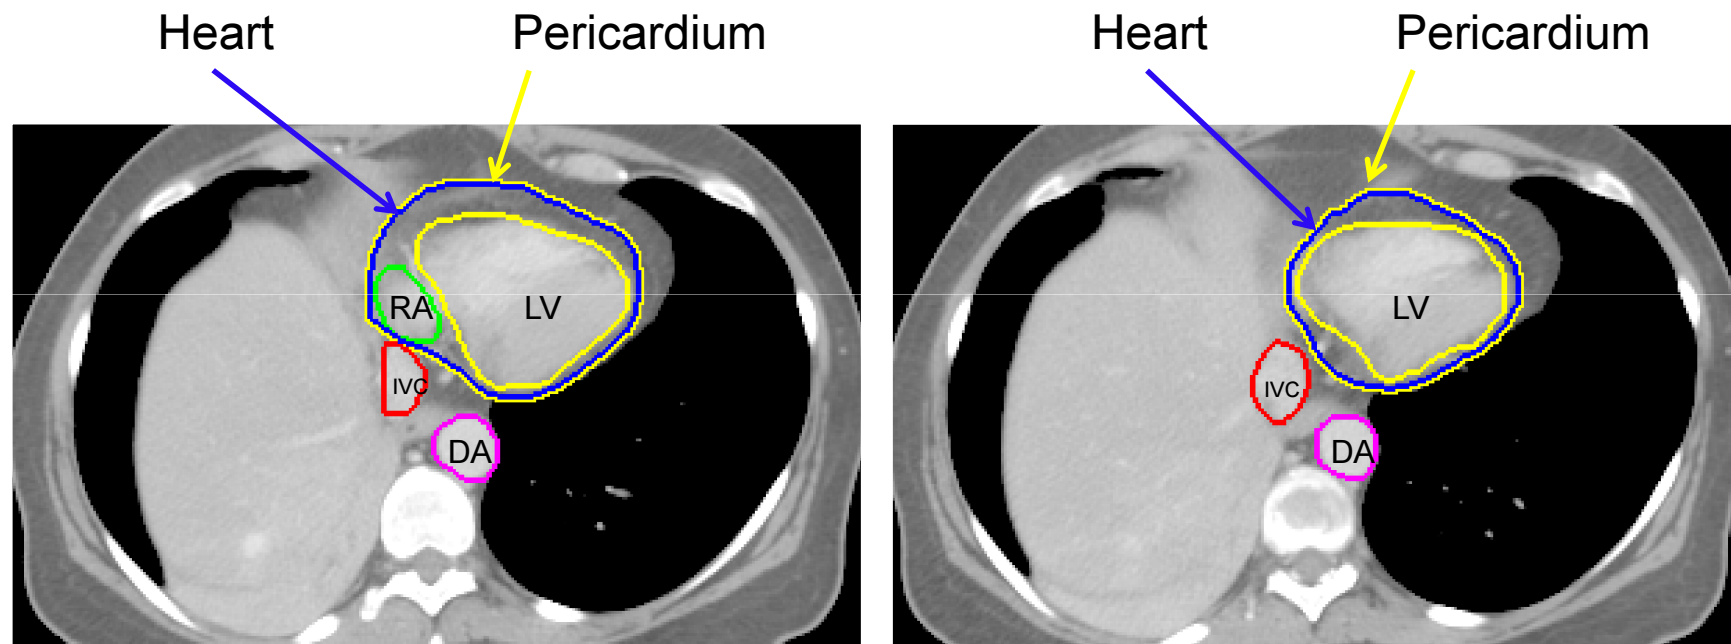 Heart Pericardium
RA LV
IVC
DA
Heart Pericardium
LV
IVC
DA